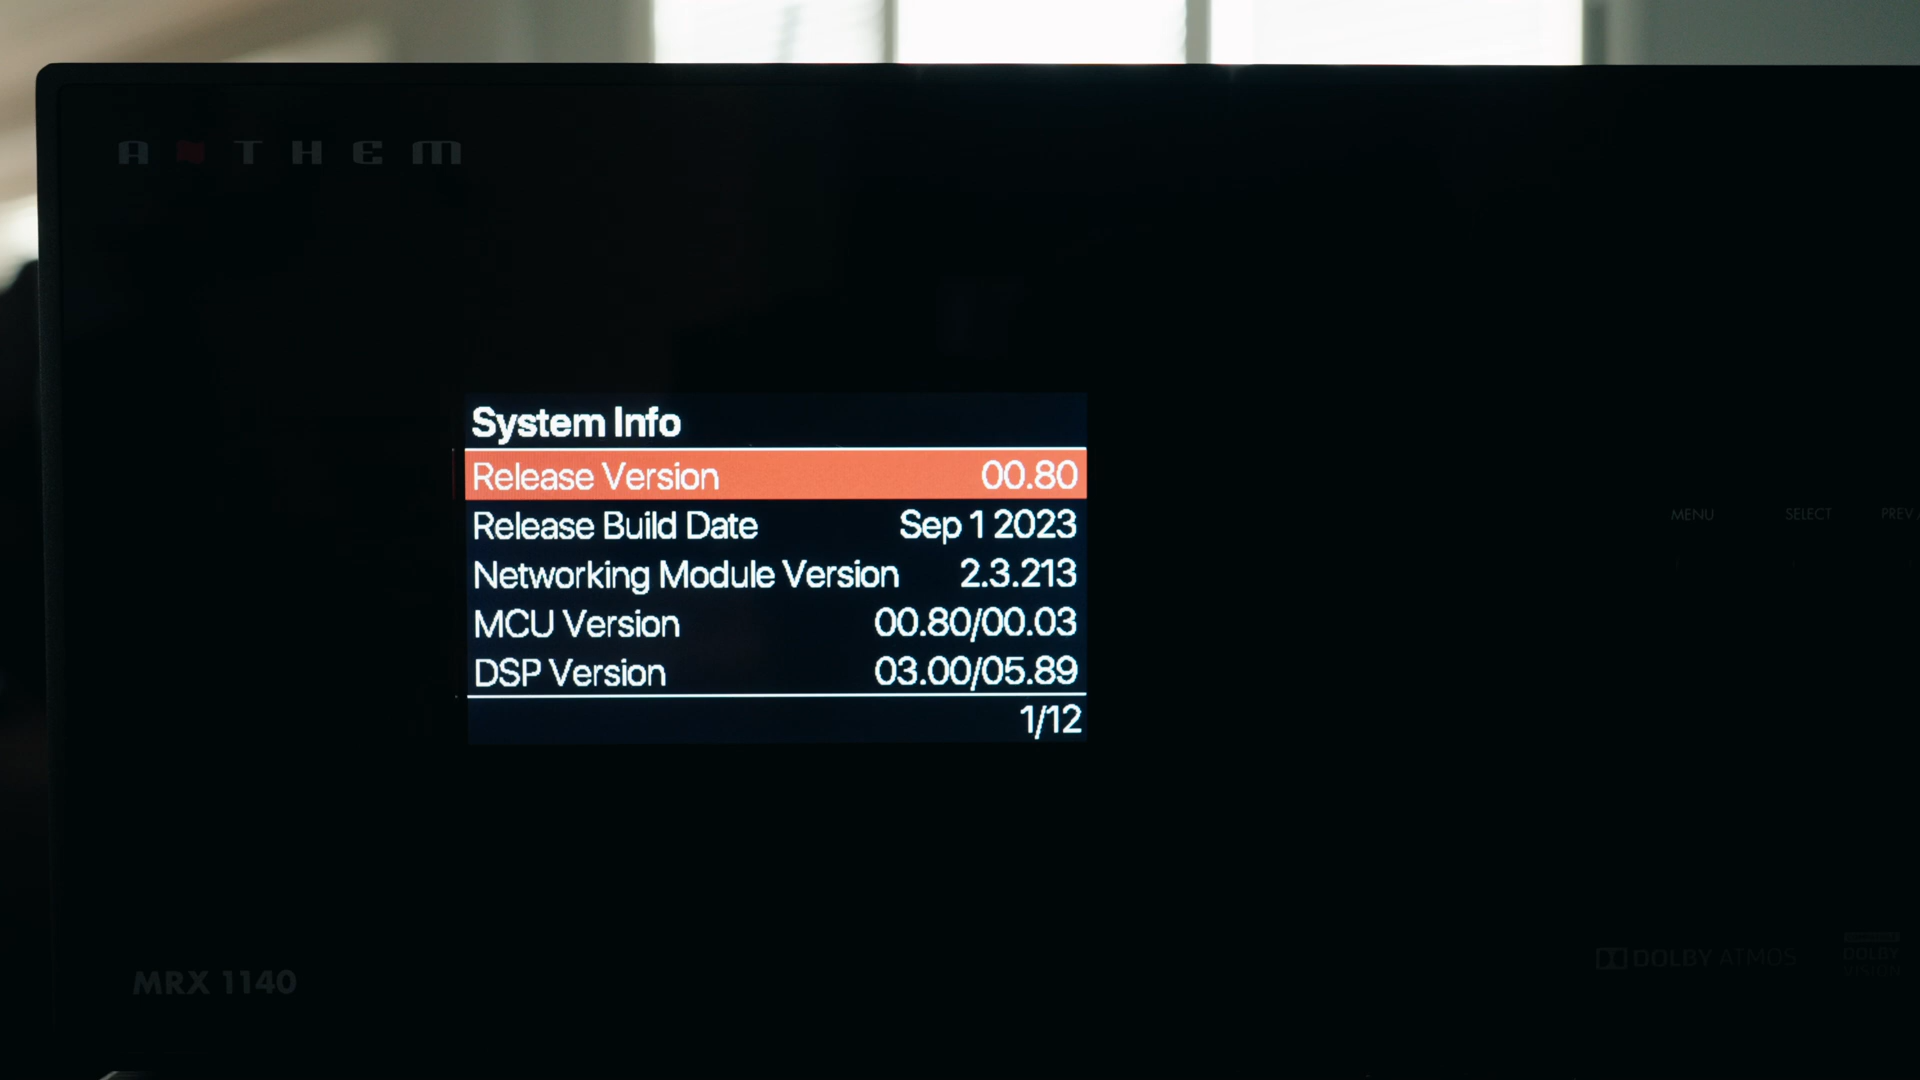 ANTHEM
System Info
Release Version 00.80
Release Build Date Sep 1 2023
Networking Module Version 2.3.213
MCU Version 00.80/00.03
DSP Version 03.00/05.89
1/12
MENU SELECT PREV
MRX 1140
DOLBY ATMOS
DOLBY
VISION